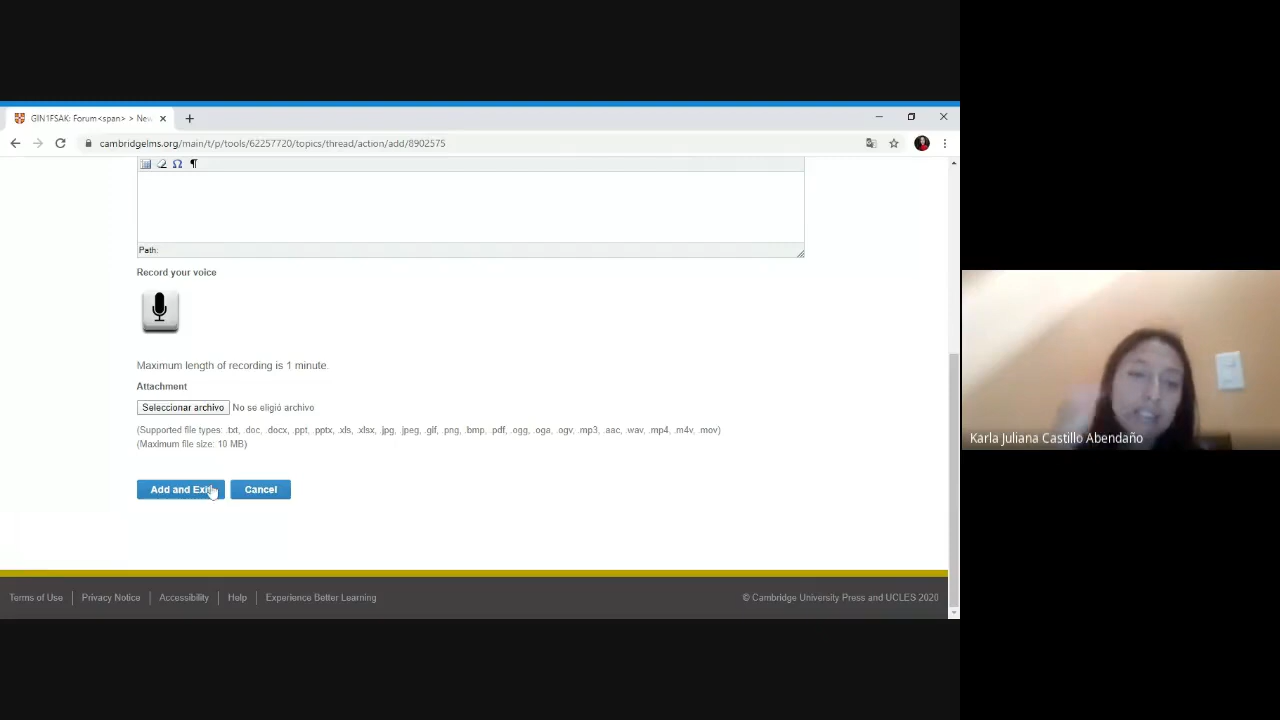 GIN1FSAK: Forum<span> > New
cambridgelms.org/main/t/p/tools/62257720/topics/thread/action/add/8902575
Path:
Record your voice
Maximum length of recording is 1 minute.
Attachment
Seleccionar archivo No se eligió archivo
(Supported file types: .txt, .doc, .docx, .ppt, .pptx, .xls, .xlsx, .jpg, .jpeg, .gif, .png, .bmp, .pdf, .ogg, .oga, .ogv, .mp3, .aac, .wav, .mp4, .m4v, .mov)
(Maximum file size: 10 MB)
Add and Exit Cancel
Karla Juliana Castillo Abendaño
Terms of Use Privacy Notice Accessibility Help Experience Better Learning © Cambridge University Press and UCLES 2020